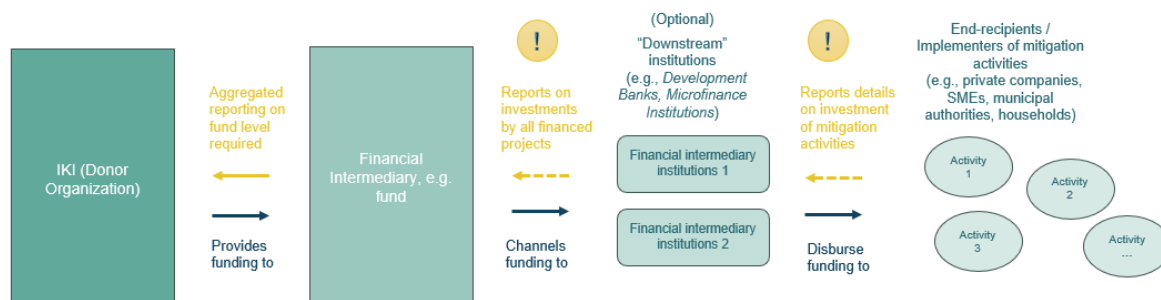 IKI (Donor
Organization)
Aggregated
reporting on
fund level
required
Provides
funding to
Financial
Intermediary, e.g.
fund
!
Reports on
investments
by all financed
projects
Channels
funding to
(Optional)
“Downstream”
institutions
(e.g., Development
Banks, Microfinance
Institutions)
Financial intermediary
institutions 1
Financial intermediary
institutions 2
!
Reports details
on investment
of mitigation
activities
Disburse
funding to
End-recipients /
Implementers of mitigation
activities
(e.g., private companies,
SMEs, municipal
authorities, households)
Activity
1
Activity
2
Activity
3
Activity
...